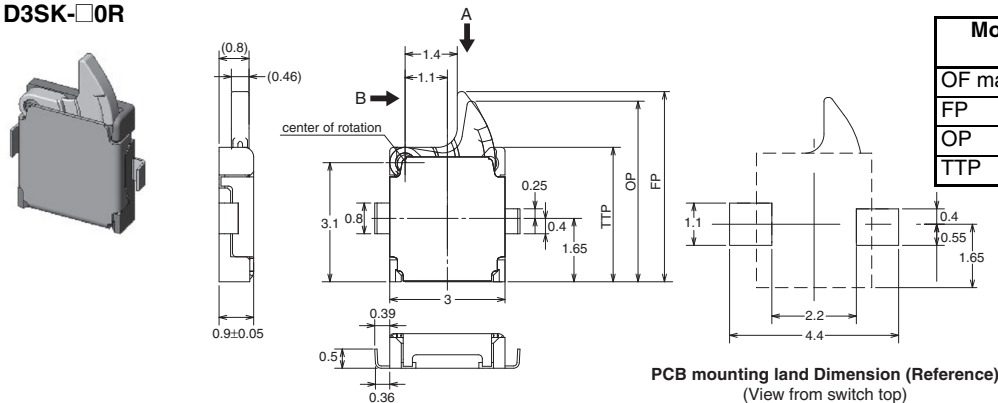 D3SK-□0R
A
(0.8)
1.4
(0.46)
1.1
B
center of rotation
OP
FP
TTP
0.25
3.1
0.8
0.4
1.65
3
0.9±0.05
0.39
0.5
0.36
OF
FP
OP
TTP
1.1
0.4
0.55
1.65
2.2
4.4
PCB mounting land Dimension (Reference)
(View from switch top)